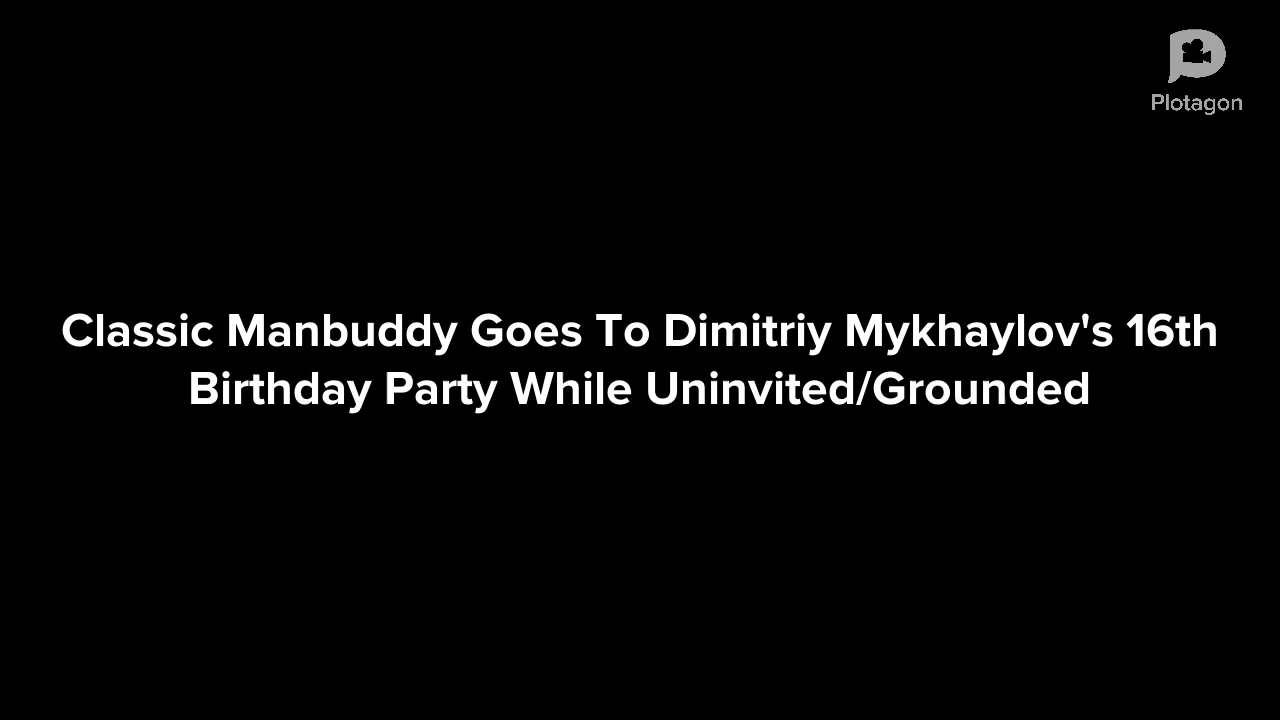 Plotagon
Classic Manbuddy Goes To Dimitriy Mykhaylov's 16th
Birthday Party While Uninvited/Grounded